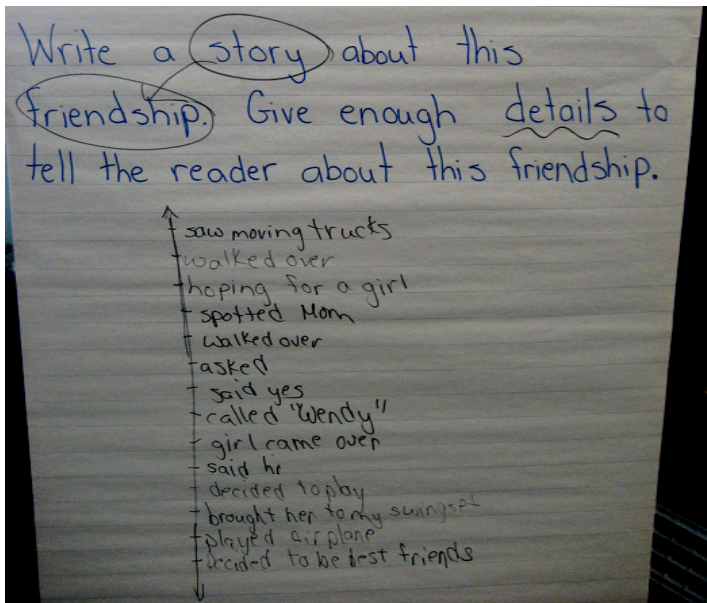 Write a story about this
friendship. Give enough details to
tell the reader about this friendship.
saw moving trucks
walked over
hoping for a girl
spotted Mom
walked over
asked
said yes
called "Wendy"
girl came over
said hi
decided to play
brought her to my swingset
played airplane
decided to be best friends